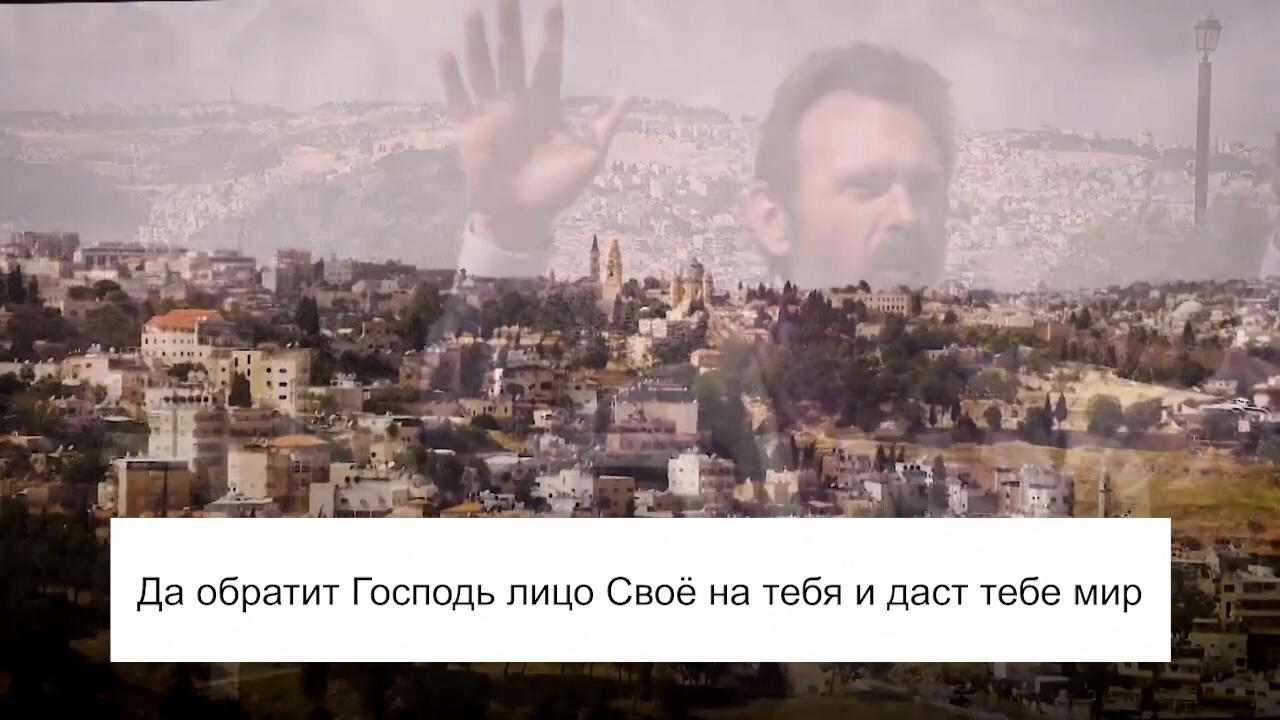 Да обратит Господь лицо Своё на тебя и даст тебе мир